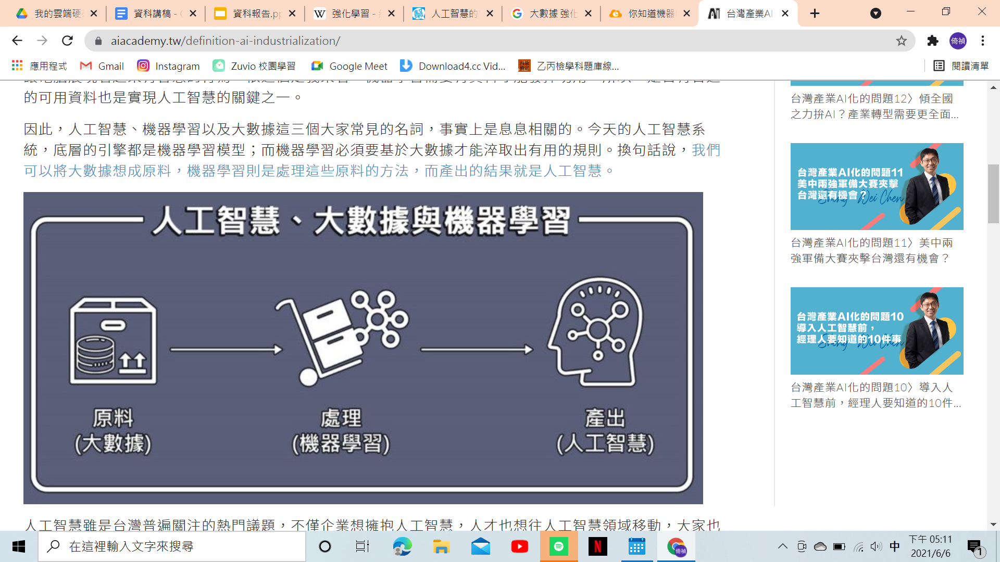 我的雲端硬
資科講稿 -
資科報告.pp
強化學習 -
人工智慧的
大數據 強化
你知道機器
台灣產業AI
aiacademy.tw/definition-ai-industrialization/
倚禎
應用程式
Gmail
Instagram
Zuvio 校園學習
Google Meet
Download4.cc Vid...
乙丙檢學科題庫線...
閱讀清單
的可用資料也是實現人工智慧的關鍵之一。
因此，人工智慧、機器學習以及大數據這三個大家常見的名詞，事實上是息息相關的。今天的人工智慧系
統，底層的引擎都是機器學習模型；而機器學習必須要基於大數據才能淬取出有用的規則。換句話說，我們
可以將大數據想成原料，機器學習則是處理這些原料的方法，而產出的結果就是人工智慧。
人工智慧、大數據與機器學習
原料
(大數據)
處理
(機器學習)
產出
(人工智慧)
人工智慧雖是台灣普遍關注的熱門議題，不僅企業想擁抱人工智慧，人才也想往人工智慧領域移動，大家也
台灣產業AI化的問題12〉傾全國
之力拚AI？產業轉型需要更全面...
台灣產業AI化的問題11
美中兩強軍備大賽夾擊
台灣還有機會？
Sheng Wei Chen
台灣產業AI化的問題11〉美中兩
強軍備大賽夾擊台灣還有機會？
台灣產業AI化的問題10
導入人工智慧前，
經理人要知道的10件事
Sheng Wei Chen
台灣產業AI化的問題10〉導入人
工智慧前，經理人要知道的10件...
在這裡輸入文字來搜尋
中
下午 05:11
2021/6/6
1